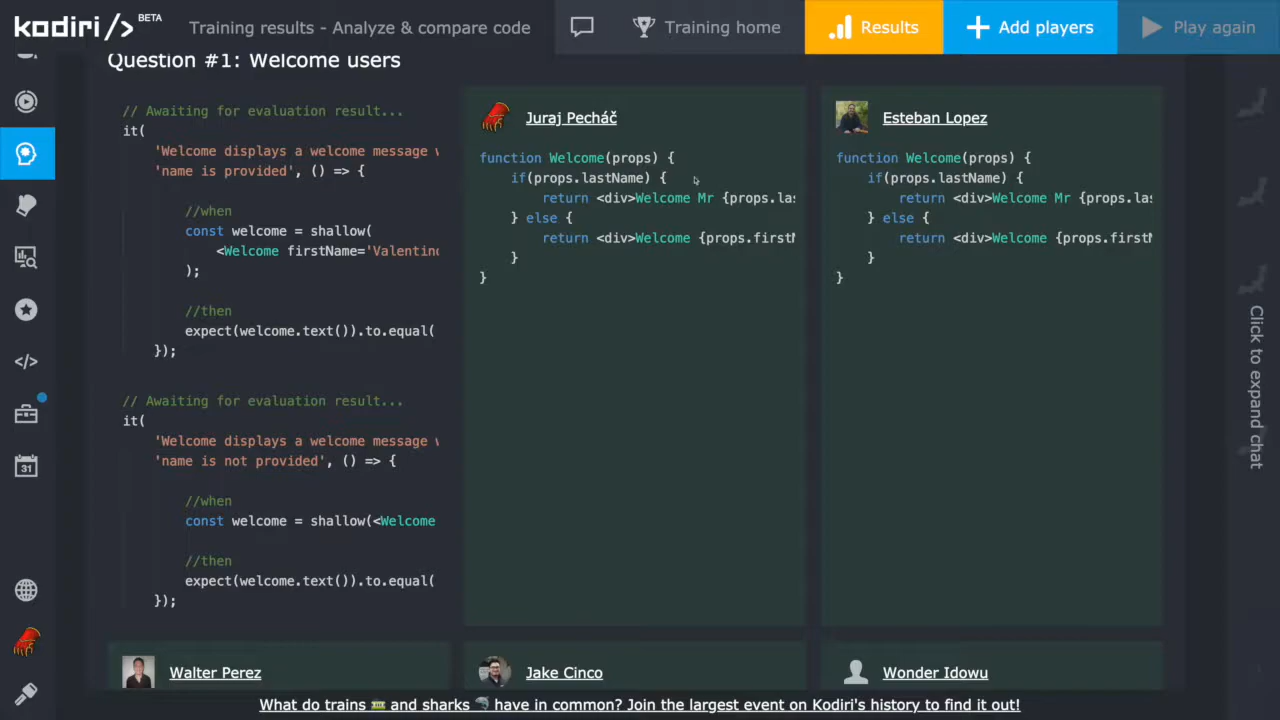 kodiri/> BETA
Training results - Analyze & compare code
Training home
Results
Add players
Play again
Question #1: Welcome users
// Awaiting for evaluation result...
it(
'Welcome displays a welcome message
'name is provided', () => {
//when
const welcome = shallow(
<Welcome firstName='Valentino
);
//then
expect(welcome.text()).to.equal(
});
// Awaiting for evaluation result...
it(
'Welcome displays a welcome message
'name is not provided', () => {
//when
const welcome = shallow(<Welcome
//then
expect(welcome.text()).to.equal(
});
Juraj Pecháč
function Welcome(props) {
if(props.lastName) {
return <div>Welcome Mr {props.las
} else {
return <div>Welcome {props.firstN
}
}
Esteban Lopez
function Welcome(props) {
if(props.lastName) {
return <div>Welcome Mr {props.las
} else {
return <div>Welcome {props.firstN
}
}
Walter Perez
Jake Cinco
Wonder Idowu
31
Click to expand chat
What do trains 🚃 and sharks 🦈 have in common? Join the largest event on Kodiri's history to find it out!